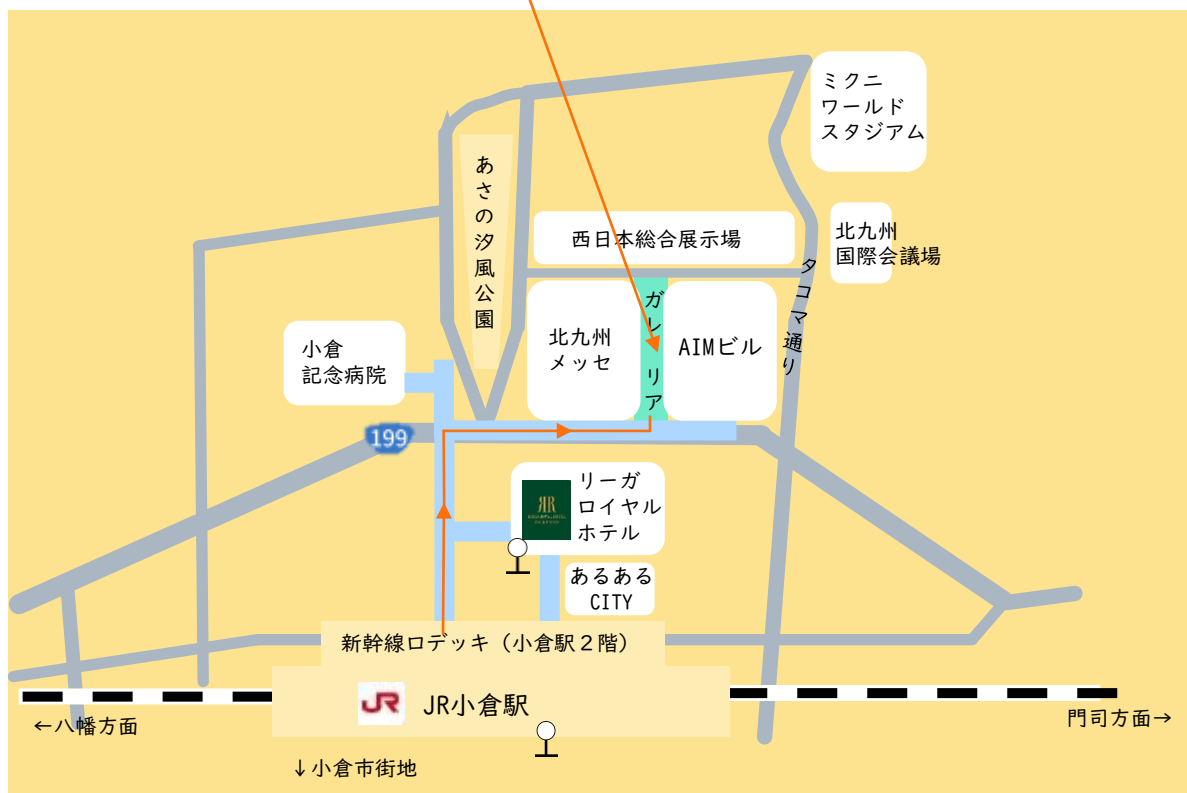 ミクニ
ワールド
スタジアム
あさの汐風公園
西日本総合展示場
北九州
国際会議場
タコマ通り
ガレリア
北九州
メッセ
AIMビル
小倉
記念病院
199
リーガ
ロイヤル
ホテル
あるある
CITY
新幹線口デッキ（小倉駅２階）
JR
JR小倉駅
←八幡方面
門司方面→
↓小倉市街地